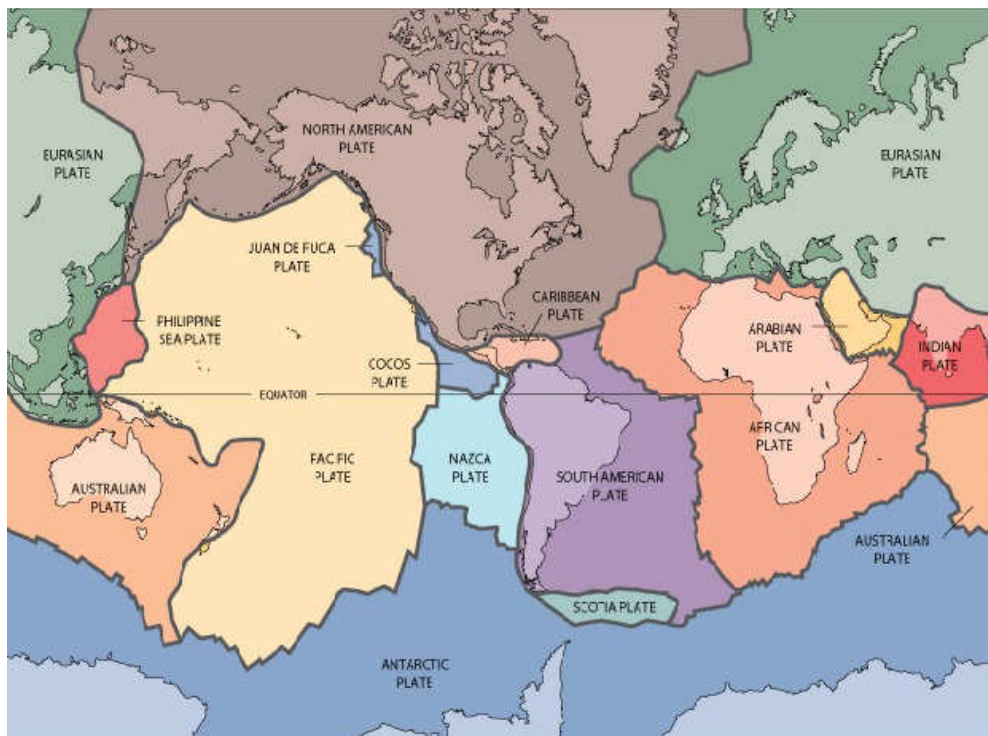 NORTH AMERICAN
PLATE
EURASIAN
PLATE
EURASIAN
PLATE
JUAN DE FUCA
PLATE
CARIBBEAN
PLATE
PHILIPPINE
SEA PLATE
ARABIAN
PLATE
INDIAN
PLATE
COCOS
PLATE
EQUATOR
AFRICAN
PLATE
PACIFIC
PLATE
NAZCA
PLATE
SOUTH AMERICAN
PLATE
AUSTRALIAN
PLATE
AUSTRALIAN
PLATE
SCOTIA PLATE
ANTARCTIC
PLATE